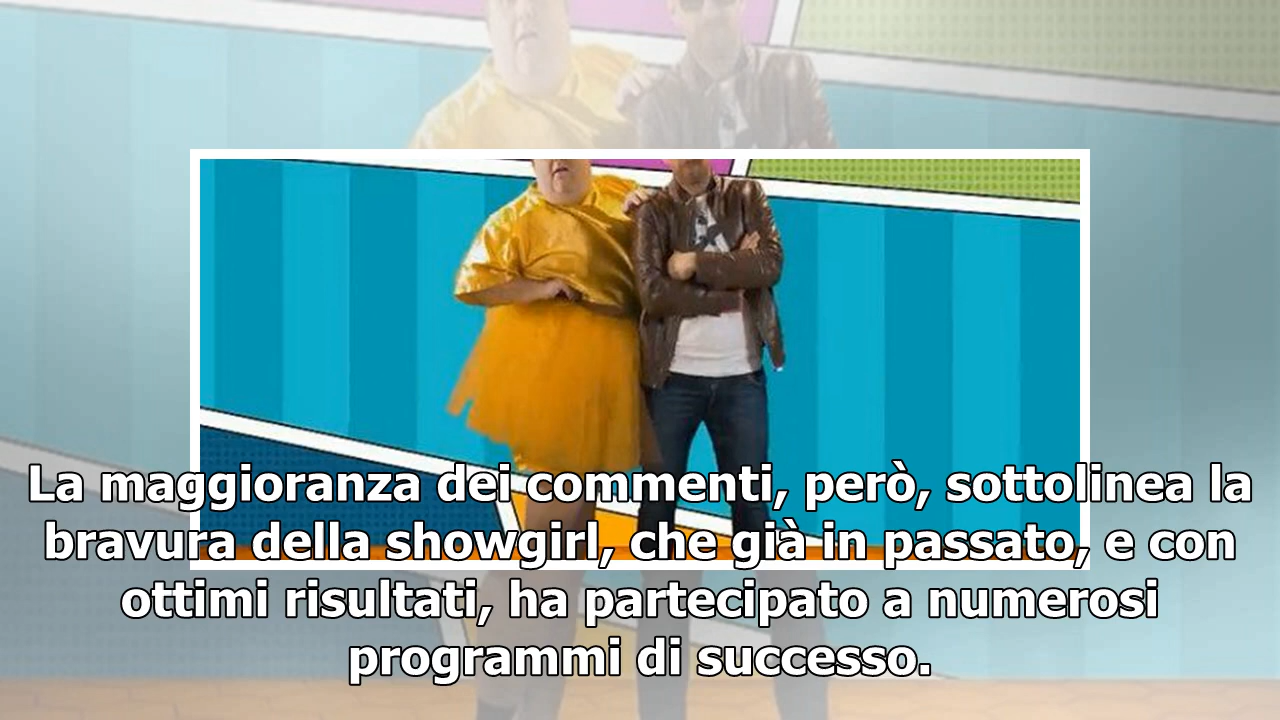 La maggioranza dei commenti, però, sottolinea la
bravura della showgirl, che già in passato, e con
ottimi risultati, ha partecipato a numerosi
programmi di successo.